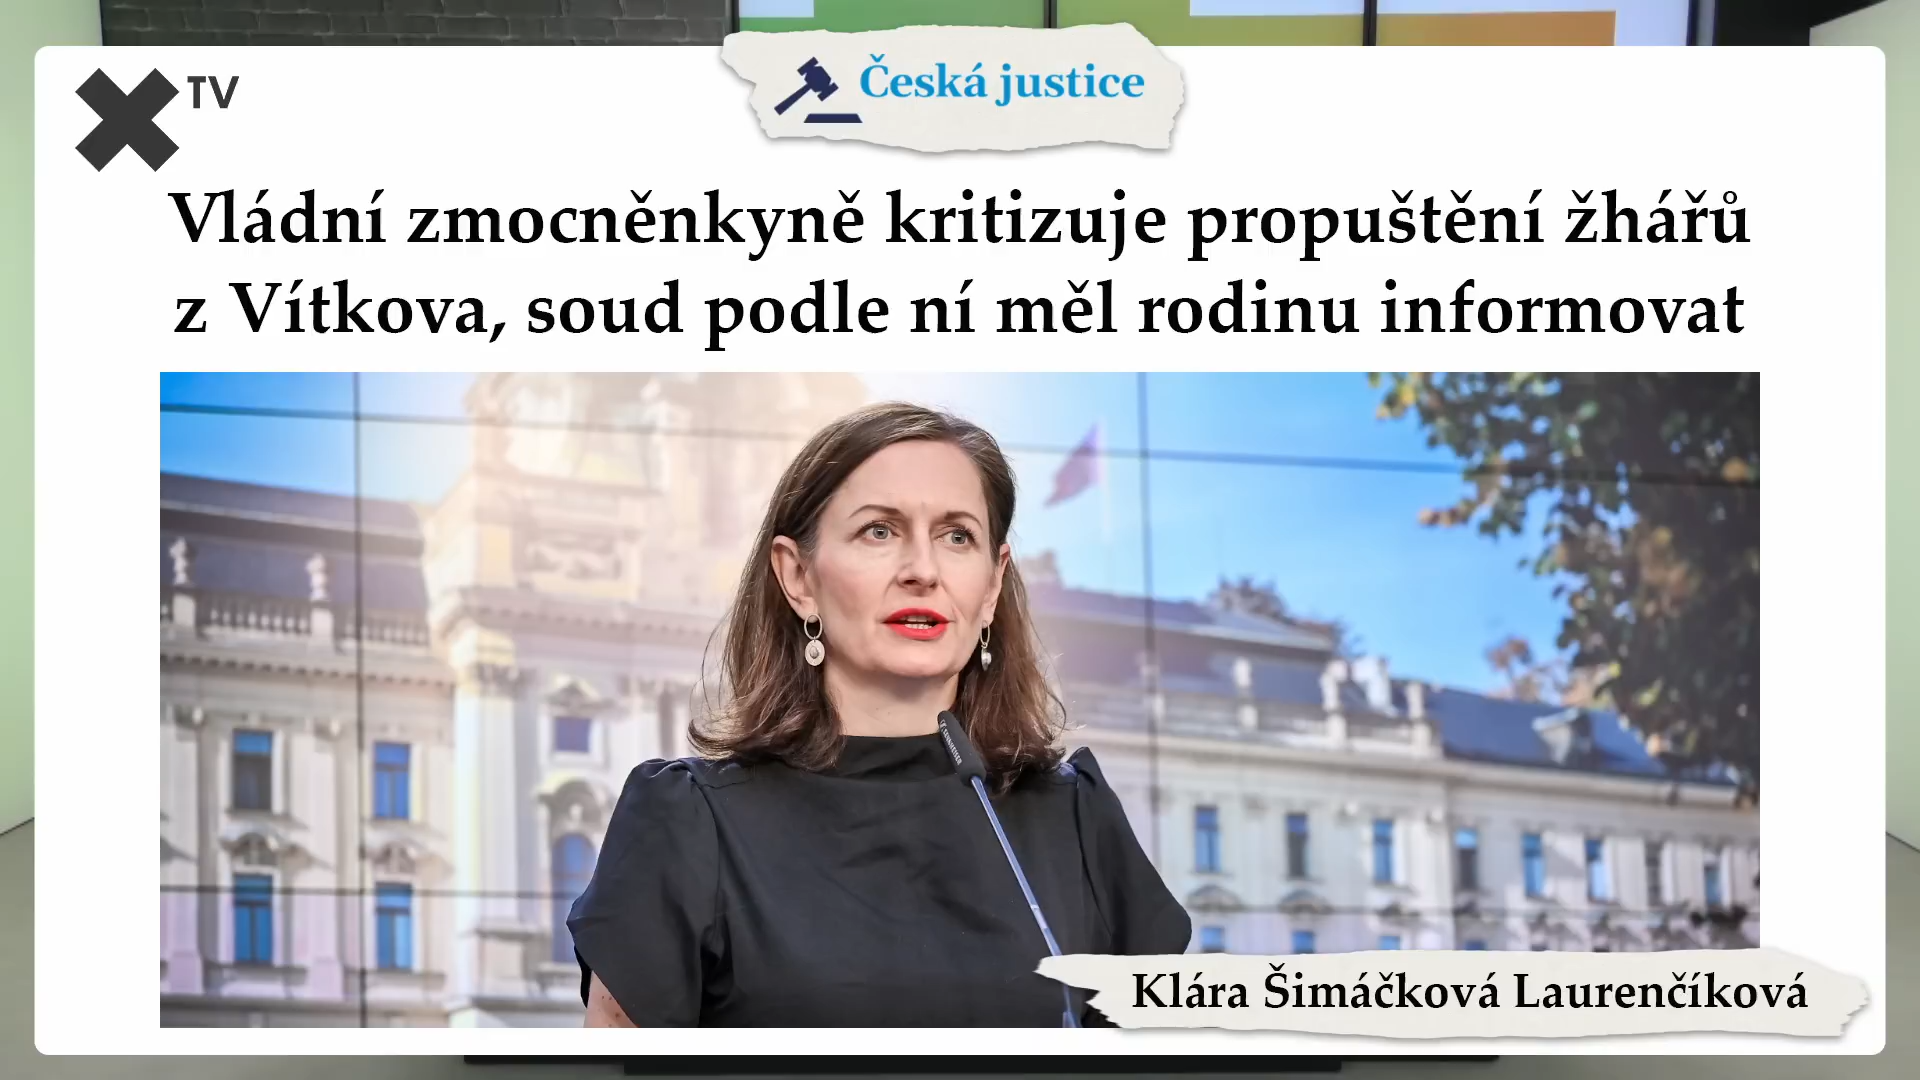 TV
Česká justice
Vládní zmocněnkyně kritizuje propuštění žhářů
z Vítkova, soud podle ní měl rodinu informovat
Klára Šimáčková Laurenčíková